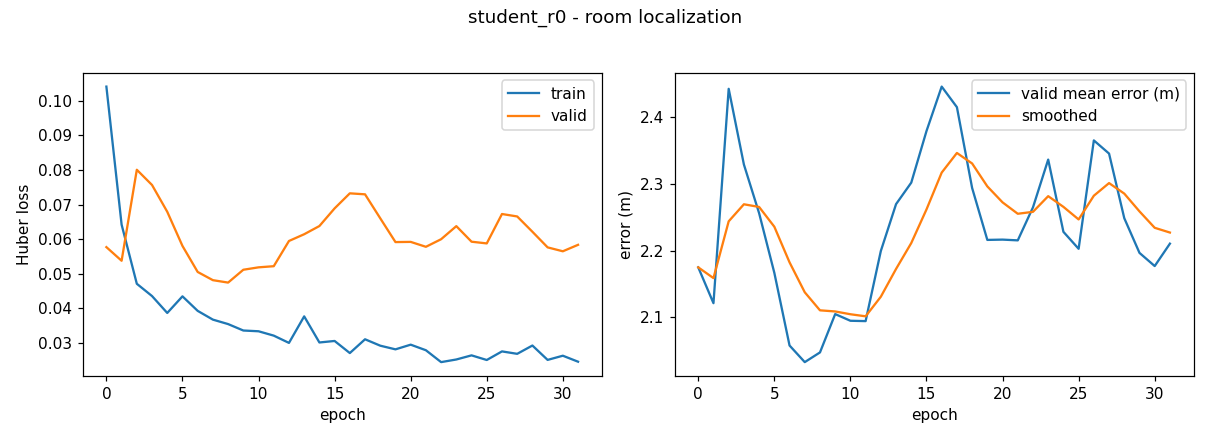 student_r0 - room localization
train
valid
Huber loss
0.10
0.09
0.08
0.07
0.06
0.05
0.04
0.03
0 5 10 15 20 25 30
epoch
valid mean error (m)
smoothed
error (m)
2.4
2.3
2.2
2.1
0 5 10 15 20 25 30
epoch